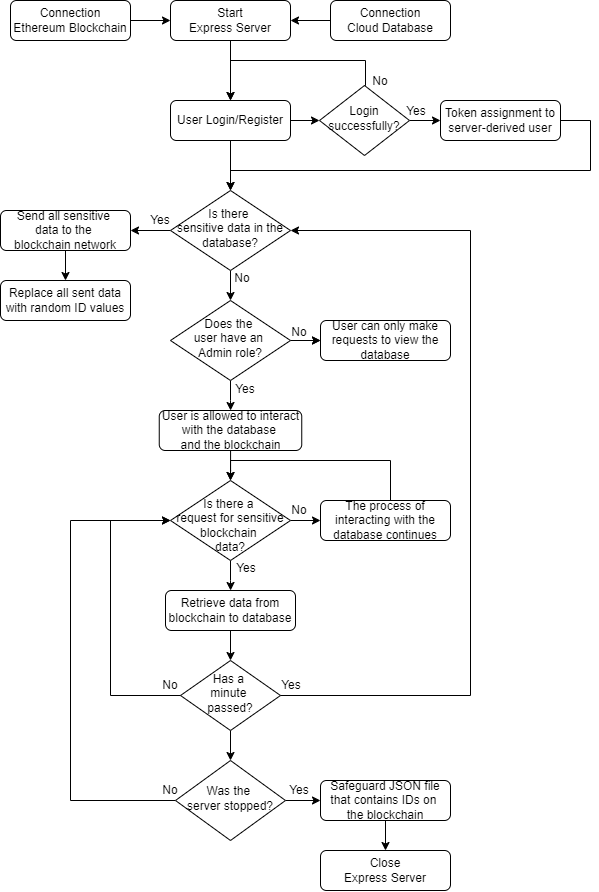 Connection
Ethereum Blockchain
Start
Express Server
Connection
Cloud Database
No
User Login/Register
Login
successfully?
Yes
Token assignment to
server-derived user
Is there
sensitive data in the
database?
Yes
Send all sensitive
data to the
blockchain network
Replace all sent data
with random ID values
No
Does the
user have an
Admin role?
No
User can only make
requests to view the
database
Yes
User is allowed to interact
with the database
and the blockchain
Is there a
request for sensitive
blockchain
data?
No
The process of
interacting with the
database continues
Yes
Retrieve data from
blockchain to database
No
Has a
minute
passed?
Yes
No
Was the
server stopped?
Yes
Safeguard JSON file
that contains IDs on
the blockchain
Close
Express Server